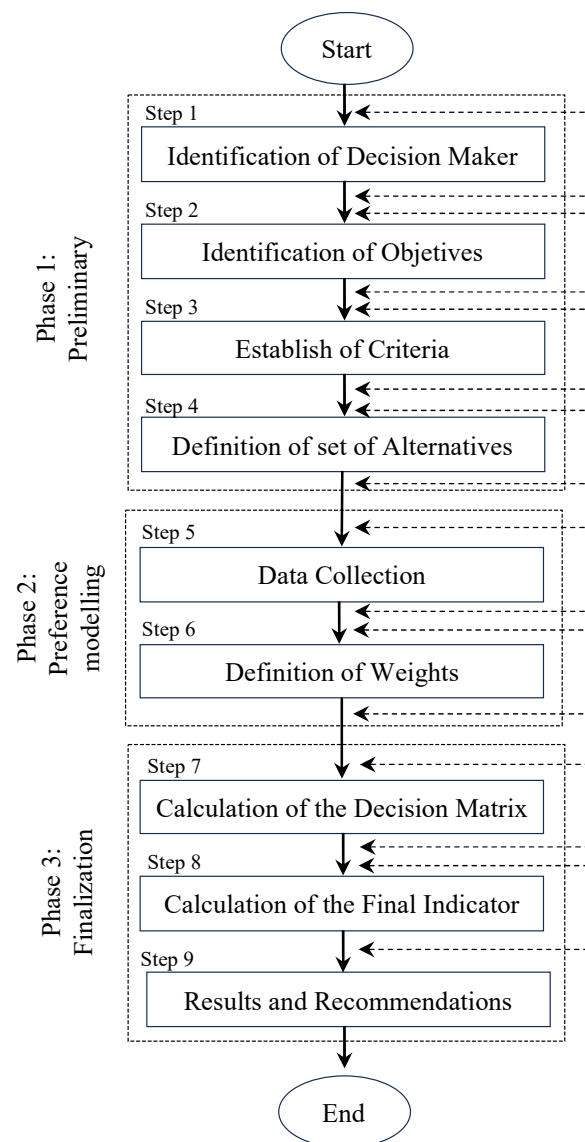 Start
Phase 1:
Preliminary
Step 1
Identification of Decision Maker
Step 2
Identification of Objetives
Step 3
Establish of Criteria
Step 4
Definition of set of Alternatives
Phase 2:
Preference
modelling
Step 5
Data Collection
Step 6
Definition of Weights
Phase 3:
Finalization
Step 7
Calculation of the Decision Matrix
Step 8
Calculation of the Final Indicator
Step 9
Results and Recommendations
End